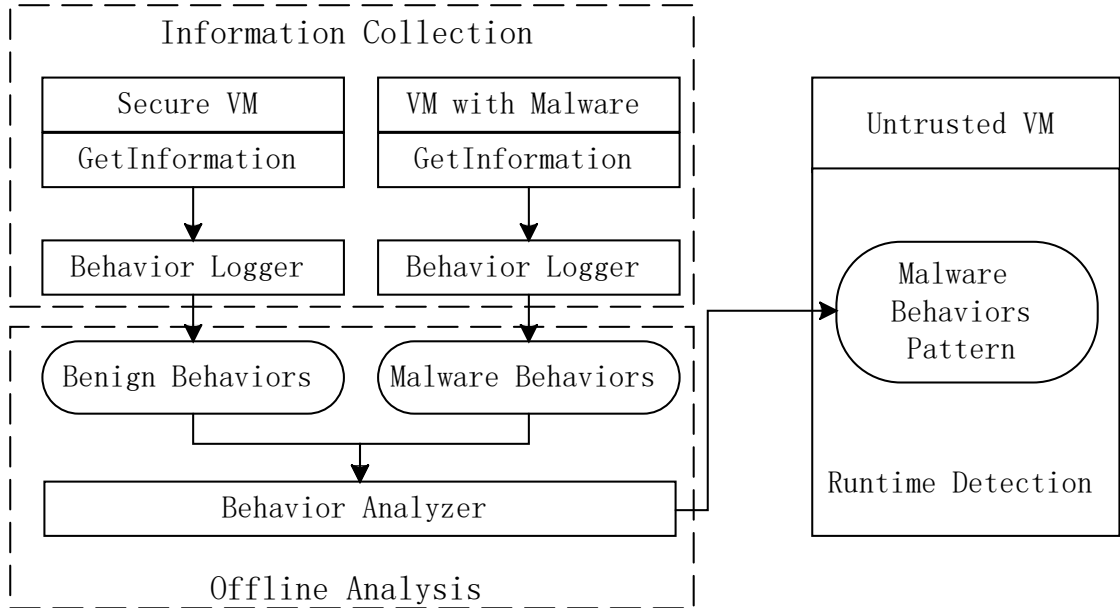 Information Collection
Secure VM
GetInformation
Behavior Logger
VM with Malware
GetInformation
Behavior Logger
Benign Behaviors
Malware Behaviors
Behavior Analyzer
Offline Analysis
Untrusted VM
Malware
Behaviors
Pattern
Runtime Detection